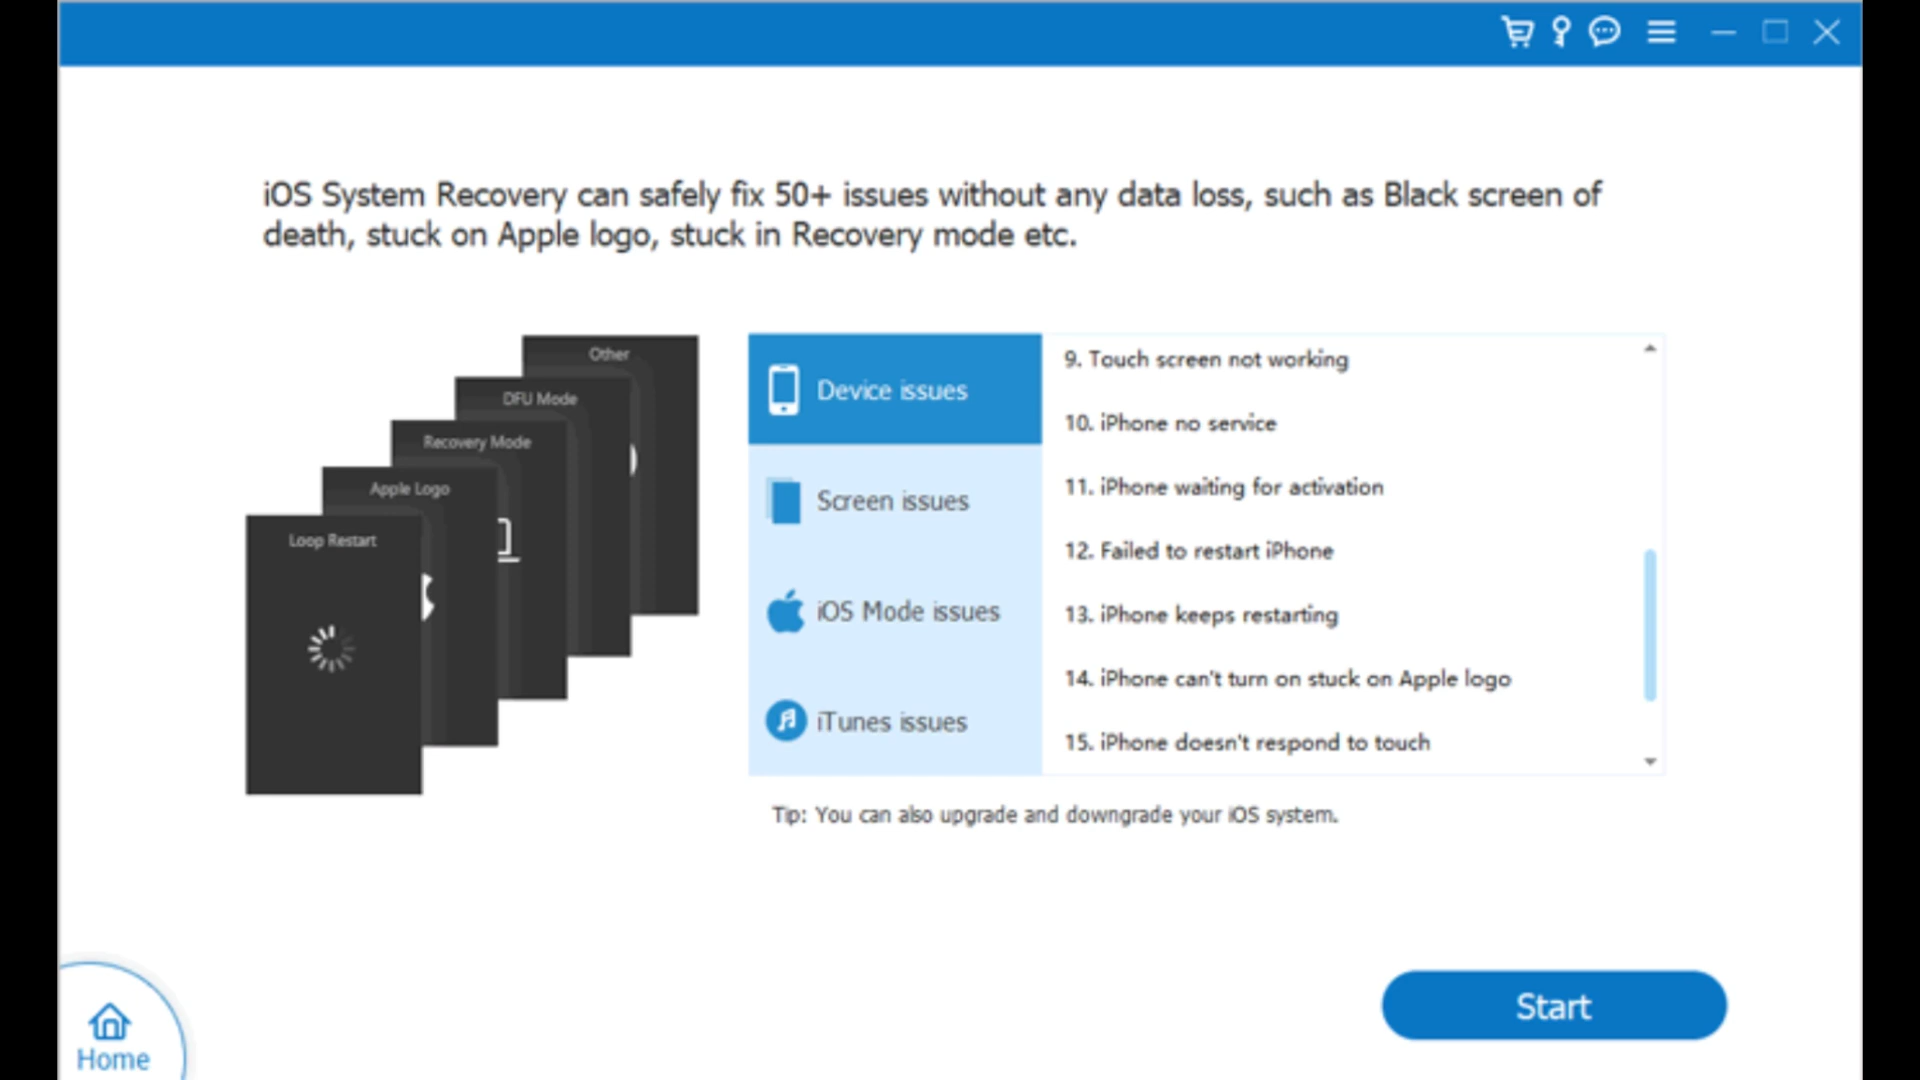 iOS System Recovery can safely fix 50+ issues without any data loss, such as Black screen of
death, stuck on Apple logo, stuck in Recovery mode etc.
Other
DFU Mode
Recovery Mode
Apple Logo
Loop Restart
Device issues
Screen issues
iOS Mode issues
iTunes issues
9. Touch screen not working
10. iPhone no service
11. iPhone waiting for activation
12. Failed to restart iPhone
13. iPhone keeps restarting
14. iPhone can't turn on stuck on Apple logo
15. iPhone doesn't respond to touch
Tip: You can also upgrade and downgrade your iOS system.
Home
Start